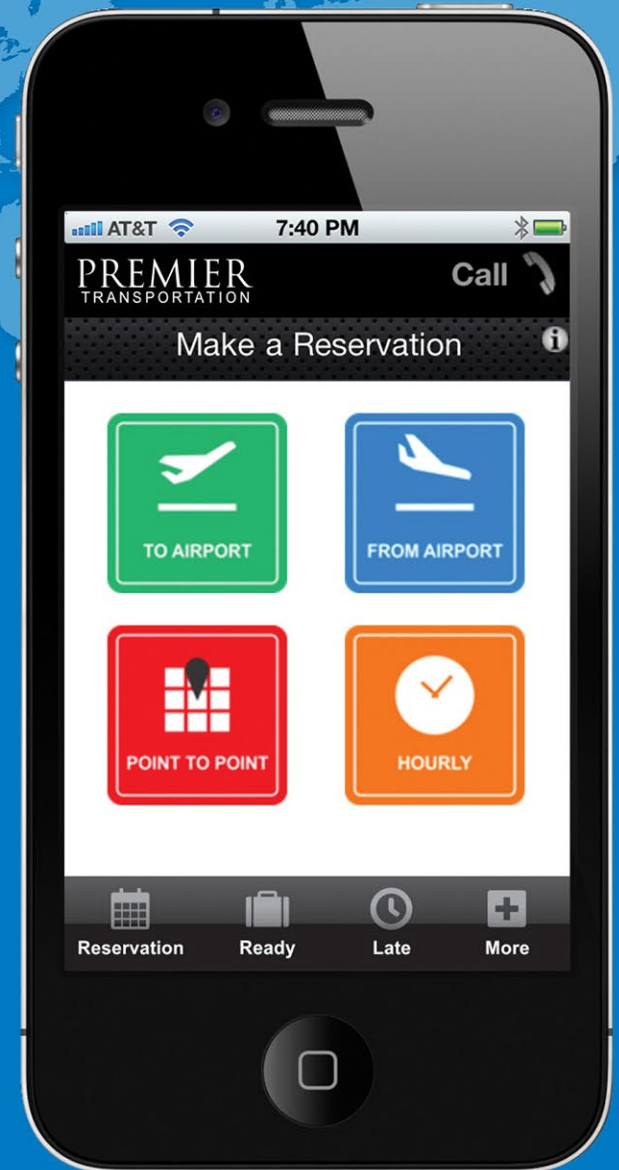 AT&T 7:40 PM
PREMIER
TRANSPORTATION
Call
Make a Reservation
TO AIRPORT
FROM AIRPORT
POINT TO POINT
HOURLY
Reservation Ready Late More